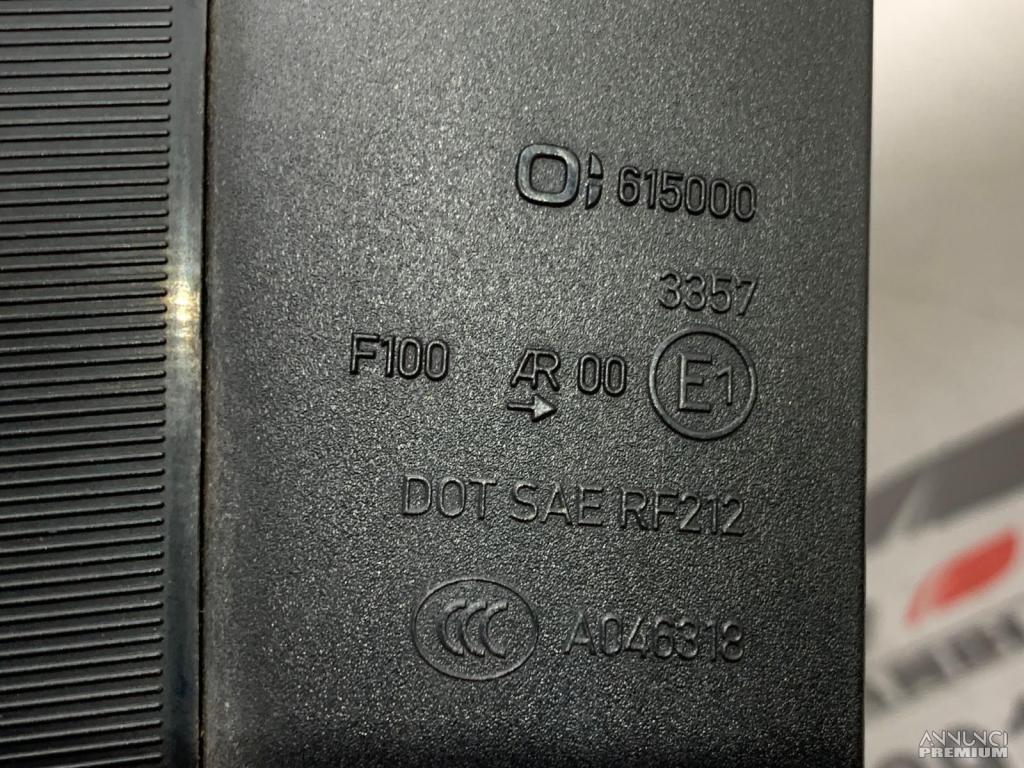 615000
3357
F100 AR 00 E1
DOT SAE RF212
CCC A046318
ANNUNCI
PREMIUM